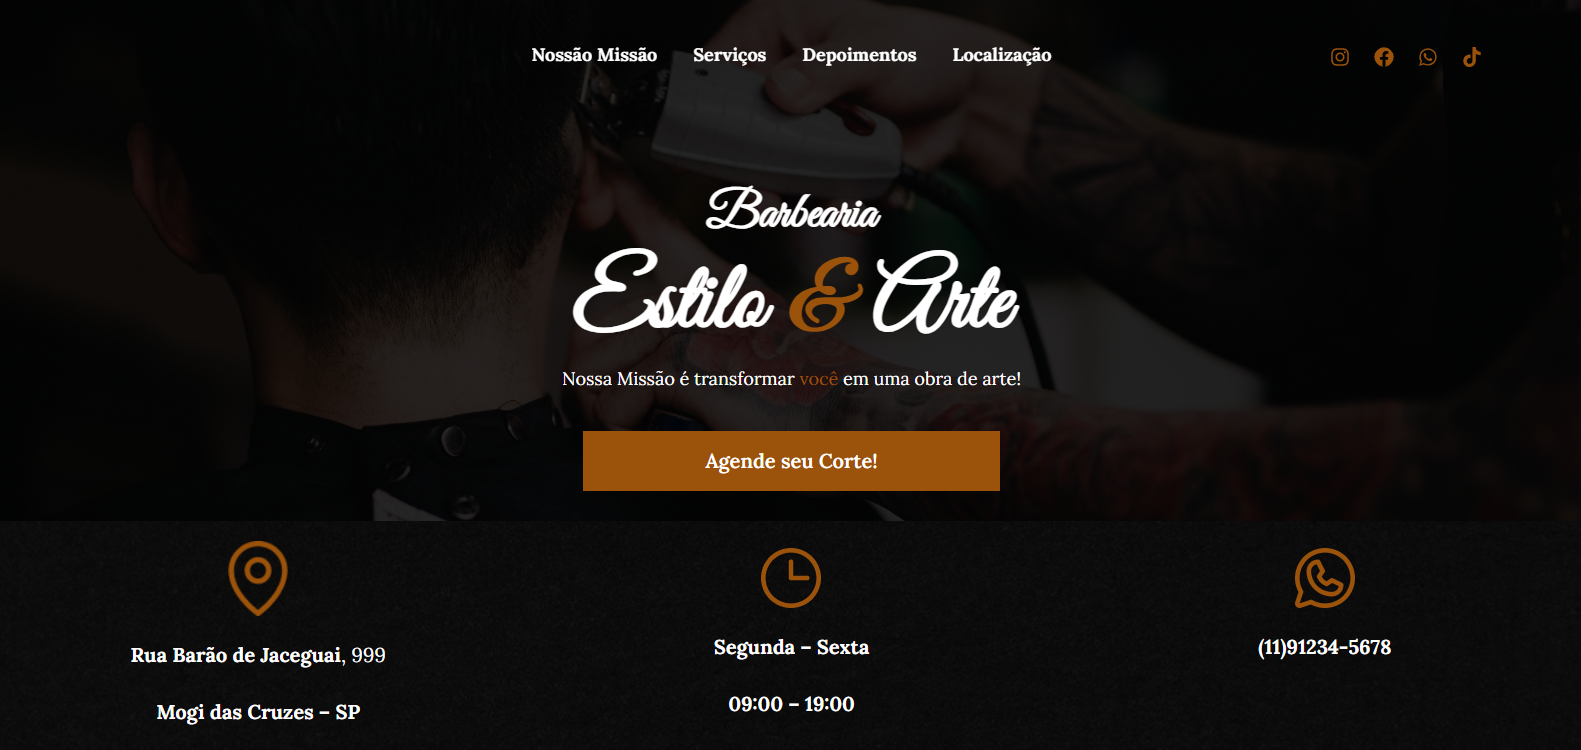 Nossão Missão Serviços Depoimentos Localização
Barbearia
Estilo & Arte
Nossa Missão é transformar você em uma obra de arte!
Agende seu Corte!
Rua Barão de Jaceguai, 999
Mogi das Cruzes – SP
Segunda – Sexta
09:00 – 19:00
(11)91234-5678